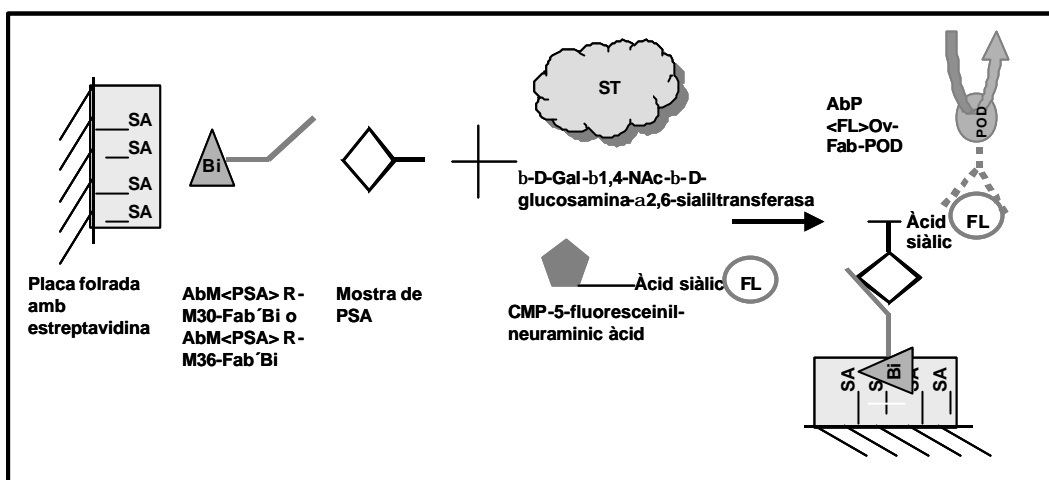 SA
SA
SA
SA
Placa folrada
amb
estreptavidina
Bi
AbM<PSA> R-
M30-Fab´Bi o
AbM<PSA> R-
M36-Fab´Bi
Mostra de
PSA
ST
b-D-Gal-b1,4-NAc-b-D-
glucosamina-a2,6-sialiltransferasa
Àcid siàlic
FL
CMP-5-fluoresceinil-
neuraminic àcid
AbP
<FL>Ov-
Fab-POD
POD
Àcid
siàlic
FL
SA
S
Bi
SA
SA